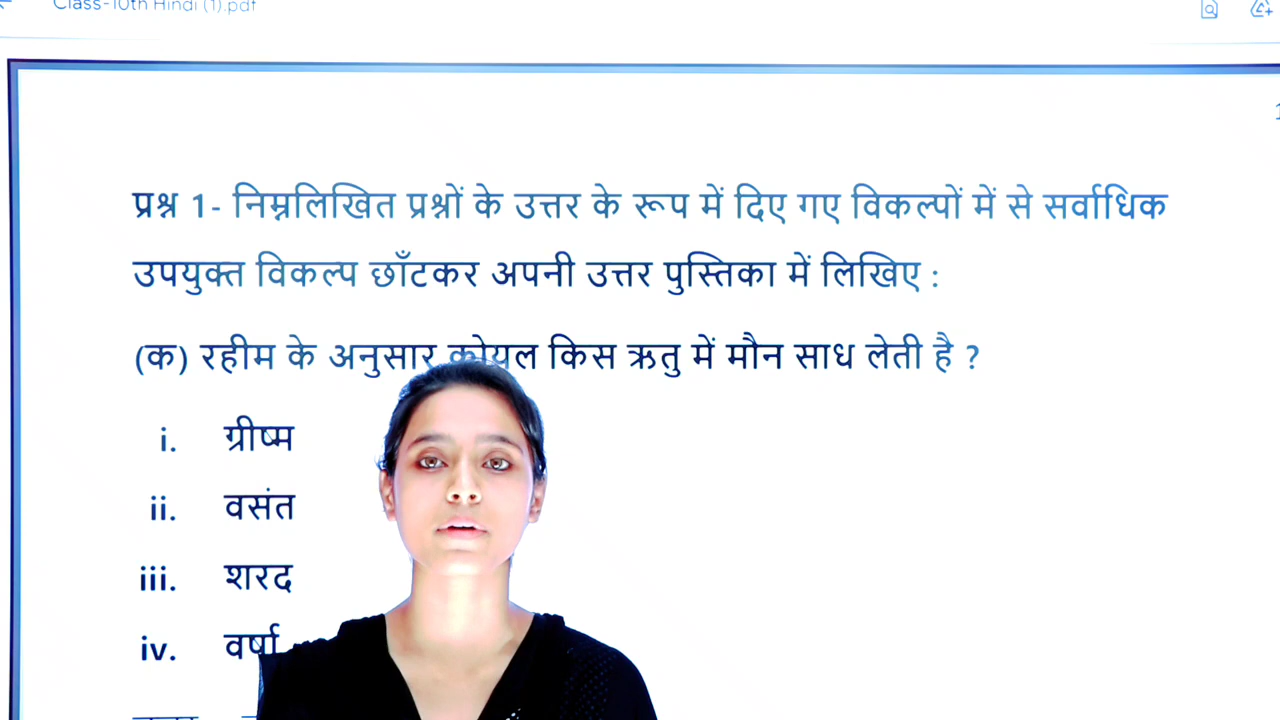 Class-10th Hindi (1).pdf
प्रश्न 1- निम्नलिखित प्रश्नों के उत्तर के रूप में दिए गए विकल्पों में से सर्वाधिक
उपयुक्त विकल्प छाँटकर अपनी उत्तर पुस्तिका में लिखिए :
(क) रहीम के अनुसार कोयल किस ऋतु में मौन साध लेती है ?
i. ग्रीष्म
ii. वसंत
iii. शरद
iv. वर्षा